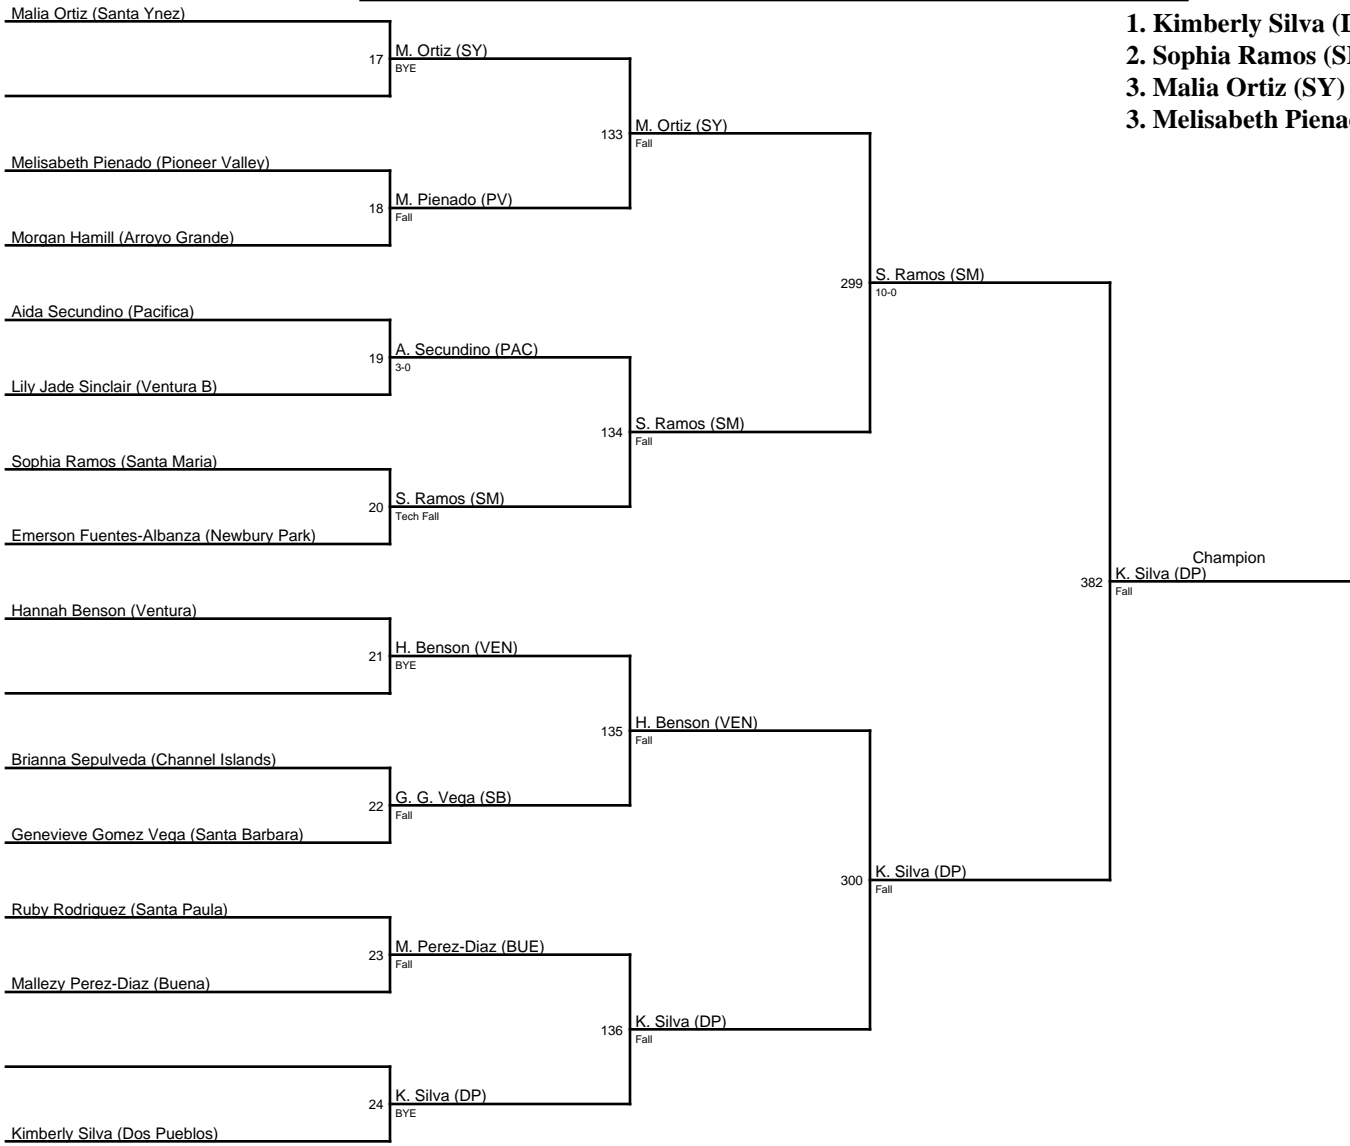 Malia Ortiz (Santa Ynez)
17
M. Ortiz (SY)
BYE
133
M. Ortiz (SY)
Fall
Melisabeth Pienado (Pioneer Valley)
18
M. Pienado (PV)
Fall
Morgan Hamill (Arroyo Grande)
299
S. Ramos (SM)
10-0
Aida Secundino (Pacifica)
19
A. Secundino (PAC)
3-0
Lily Jade Sinclair (Ventura B)
134
S. Ramos (SM)
Fall
Sophia Ramos (Santa Maria)
20
S. Ramos (SM)
Tech Fall
Emerson Fuentes-Albanza (Newbury Park)
Champion
382
K. Silva (DP)
Fall
Hannah Benson (Ventura)
21
H. Benson (VEN)
BYE
135
H. Benson (VEN)
Fall
Brianna Sepulveda (Channel Islands)
22
G. G. Vega (SB)
Fall
Genevieve Gomez Vega (Santa Barbara)
300
K. Silva (DP)
Fall
Ruby Rodriguez (Santa Paula)
23
M. Perez-Diaz (BUE)
Fall
Mallezy Perez-Diaz (Buena)
136
K. Silva (DP)
Fall
24
K. Silva (DP)
BYE
Kimberly Silva (Dos Pueblos)
1. Kimberly Silva
2. Sophia Ramos
3. Malia Ortiz (SY)
3. Melisabeth